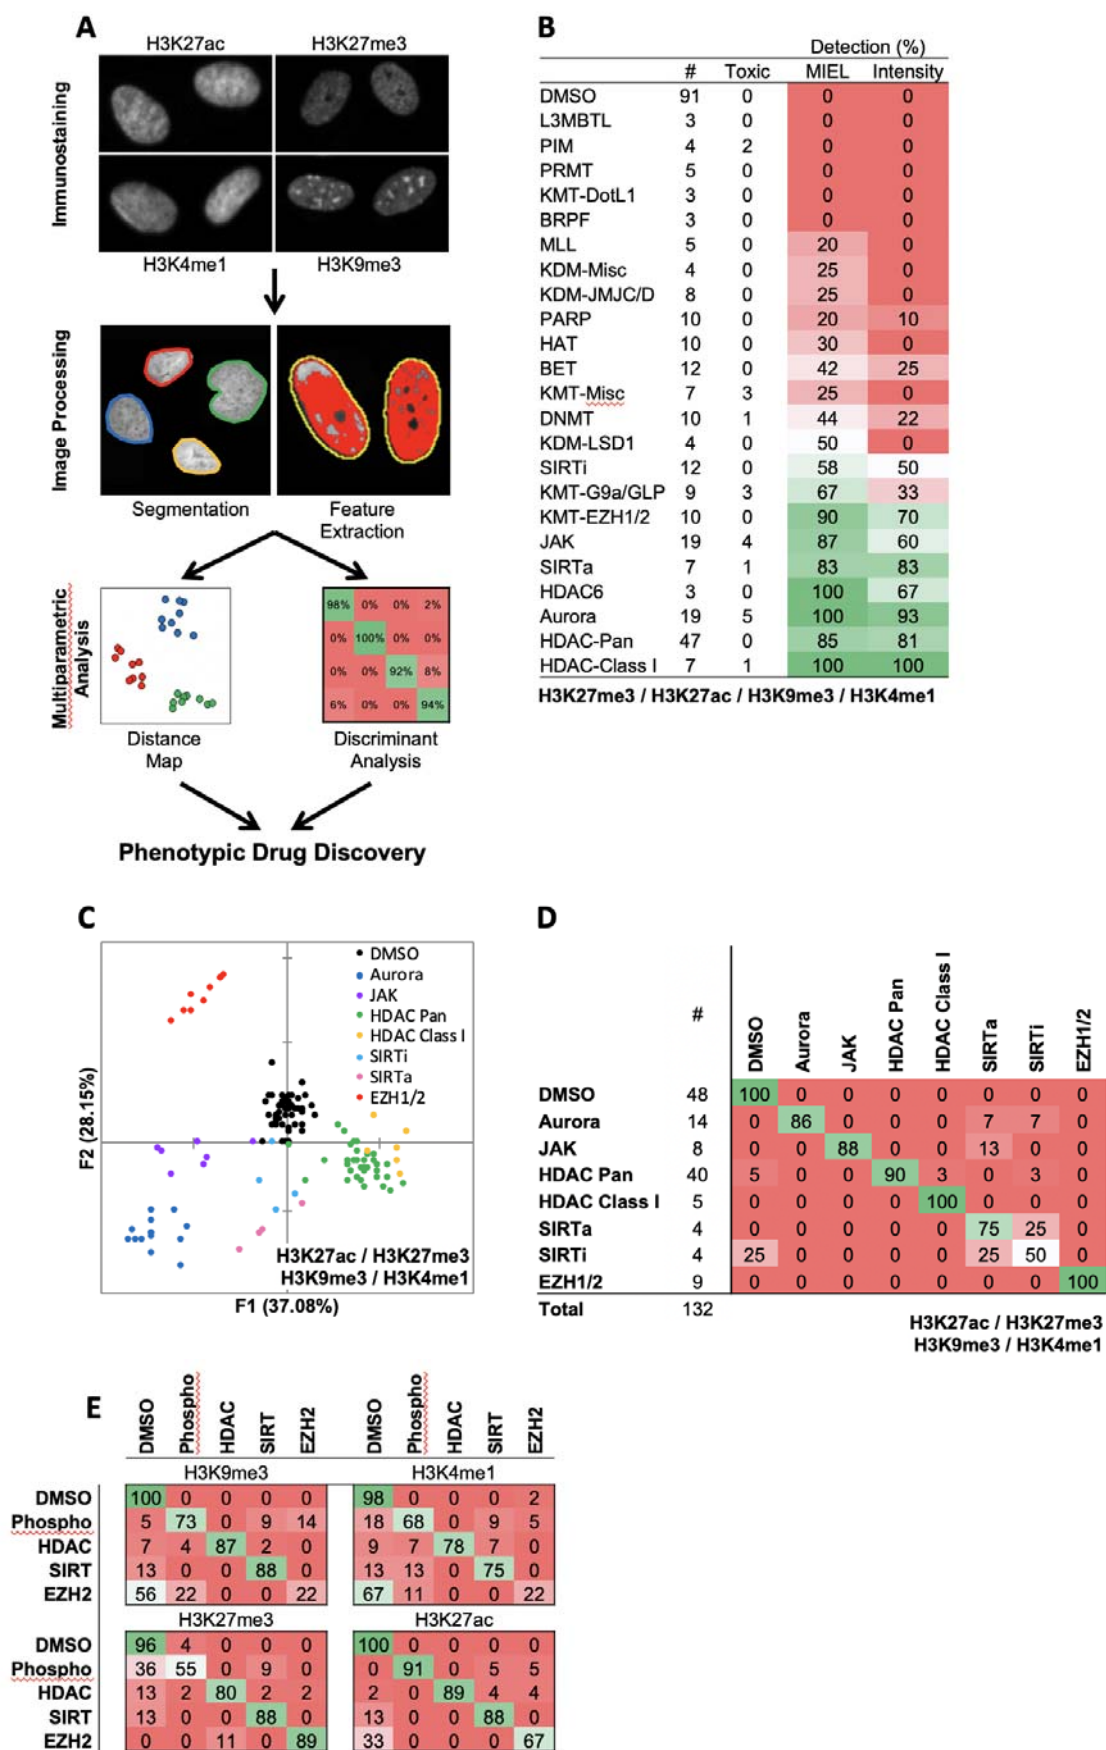 A
H3K27ac H3K27me3
Immunostaining
H3K4me1 H3K9me3
Image Processing
Segmentation Feature
Extraction
Multiparametric
Analysis
98% 0% 0% 2%
0% 100% 0% 0%
0% 0% 92% 8%
6% 0% 0% 94%
Distance
Map
Discriminant
Analysis
Phenotypic Drug Discovery
B
Detection (%)
# Toxic MIEL Intensity
DMSO 91 0 0 0
L3MBTL 3 0 0 0
PIM 4 2 0 0
PRMT 5 0 0 0
KMT-DotL1 3 0 0 0
BRPF 3 0 0 0
MLL 5 0 20 0
KDM-Misc 4 0 25 0
KDM-JMJC/D 8 0 25 0
PARP 10 0 20 10
HAT 10 0 30 0
BET 12 0 42 25
KMT-Misc 7 3 25 0
DNMT 10 1 44 22
KDM-LSD1 4 0 50 0
SIRTi 12 0 58 50
KMT-G9a/GLP 9 3 67 33
KMT-EZH1/2 10 0 90 70
JAK 19 4 87 60
SIRTa 7 1 83 83
HDAC6 3 0 100 67
Aurora 19 5 100 93
HDAC-Pan 47 0 85 81
HDAC-Class I 7 1 100 100
H3K27me3 / H3K27ac / H3K9me3 / H3K4me1
C
DMSO
Aurora
JAK
HDAC Pan
HDAC Class I
SIRTi
SIRTa
EZH1/2
F2 (28.15%)
H3K27ac / H3K27me3
H3K9me3 / H3K4me1
F1 (37.08%)
D
# DMSO Aurora JAK HDAC Pan HDAC Class I SIRTa SIRTi EZH1/2
DMSO 48 100 0 0 0 0 0 0 0
Aurora 14 0 86 0 0 0 7 7 0
JAK 8 0 0 88 0 0 13 0 0
HDAC Pan 40 5 0 0 90 3 0 3 0
HDAC Class I 5 0 0 0 0 100 0 0 0
SIRTa 4 0 0 0 0 0 75 25 0
SIRTi 4 25 0 0 0 0 25 50 0
EZH1/2 9 0 0 0 0 0 0 0 100
Total 132
H3K27ac / H3K27me3
H3K9me3 / H3K4me1
E
DMSO Phospho HDAC SIRT EZH2 DMSO Phospho HDAC SIRT EZH2
H3K9me3 H3K4me1
DMSO 100 0 0 0 0 98 0 0 0 2
Phospho 5 73 0 9 14 18 68 0 9 5
HDAC 7 4 87 2 0 9 7 78 7 0
SIRT 13 0 0 88 0 13 13 0 75 0
EZH2 56 22 0 0 22 67 11 0 0 22
H3K27me3 H3K27ac
DMSO 96 4 0 0 0 100 0 0 0 0
Phospho 36 55 0 9 0 0 91 0 5 5
HDAC 13 2 80 2 2 2 0 89 4 4
SIRT 13 0 0 88 0 13 0 0 88 0
EZH2 0 0 11 0 89 33 0 0 0 67